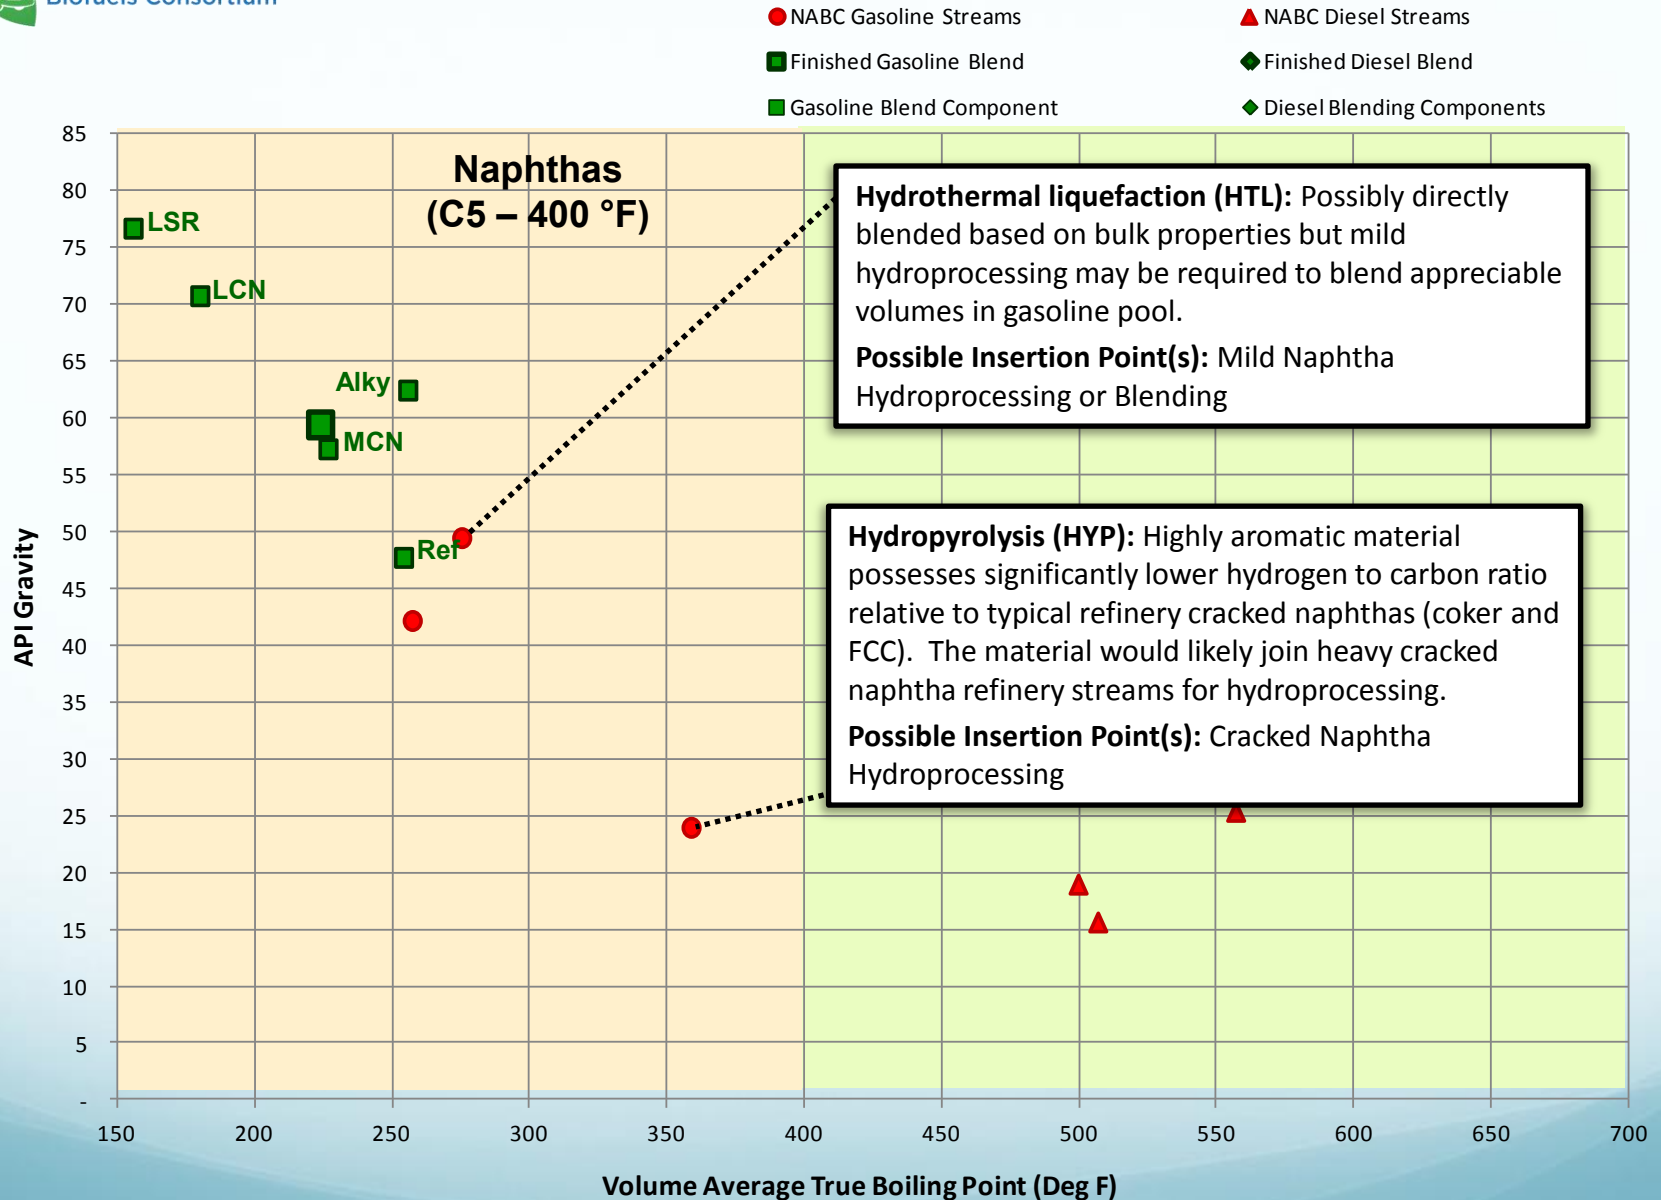 Biofuels Consortium
NABC Gasoline Streams
NABC Diesel Streams
Finished Gasoline Blend
Finished Diesel Blend
Gasoline Blend Component
Diesel Blending Components
85
80
75
70
65
60
55
50
45
40
35
30
25
20
15
10
5
-
API Gravity
Naphthas
(C5 – 400 °F)
LSR
LCN
Alky
MCN
Ref
Hydrothermal liquefaction (HTL): Possibly directly
blended based on bulk properties but mild
hydroprocessing may be required to blend appreciable
volumes in gasoline pool.
Possible Insertion Point(s): Mild Naphtha
Hydroprocessing or Blending
Hydropyrolysis (HYP): Highly aromatic material
possesses significantly lower hydrogen to carbon ratio
relative to typical refinery cracked naphthas (coker and
FCC). The material would likely join heavy cracked
naphtha refinery streams for hydroprocessing.
Possible Insertion Point(s): Cracked Naphtha
Hydroprocessing
150
200
250
300
350
400
450
500
550
600
650
700
Volume Average True Boiling Point (Deg F)